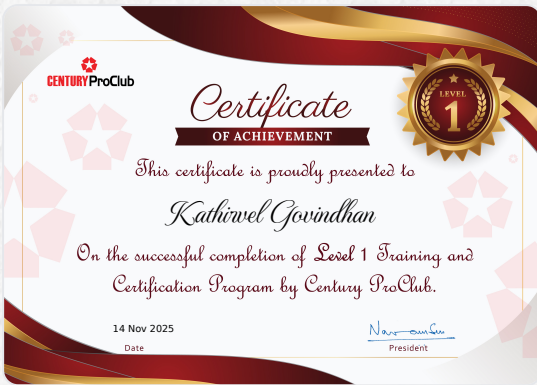 CENTURY ProClub
Certificate
OF ACHIEVEMENT
LEVEL
1
This certificate is proudly presented to
Kathirvel Govindhan
On the successful completion of Level 1 Training and
Certification Program by Century ProClub.
14 Nov 2025
Date
President